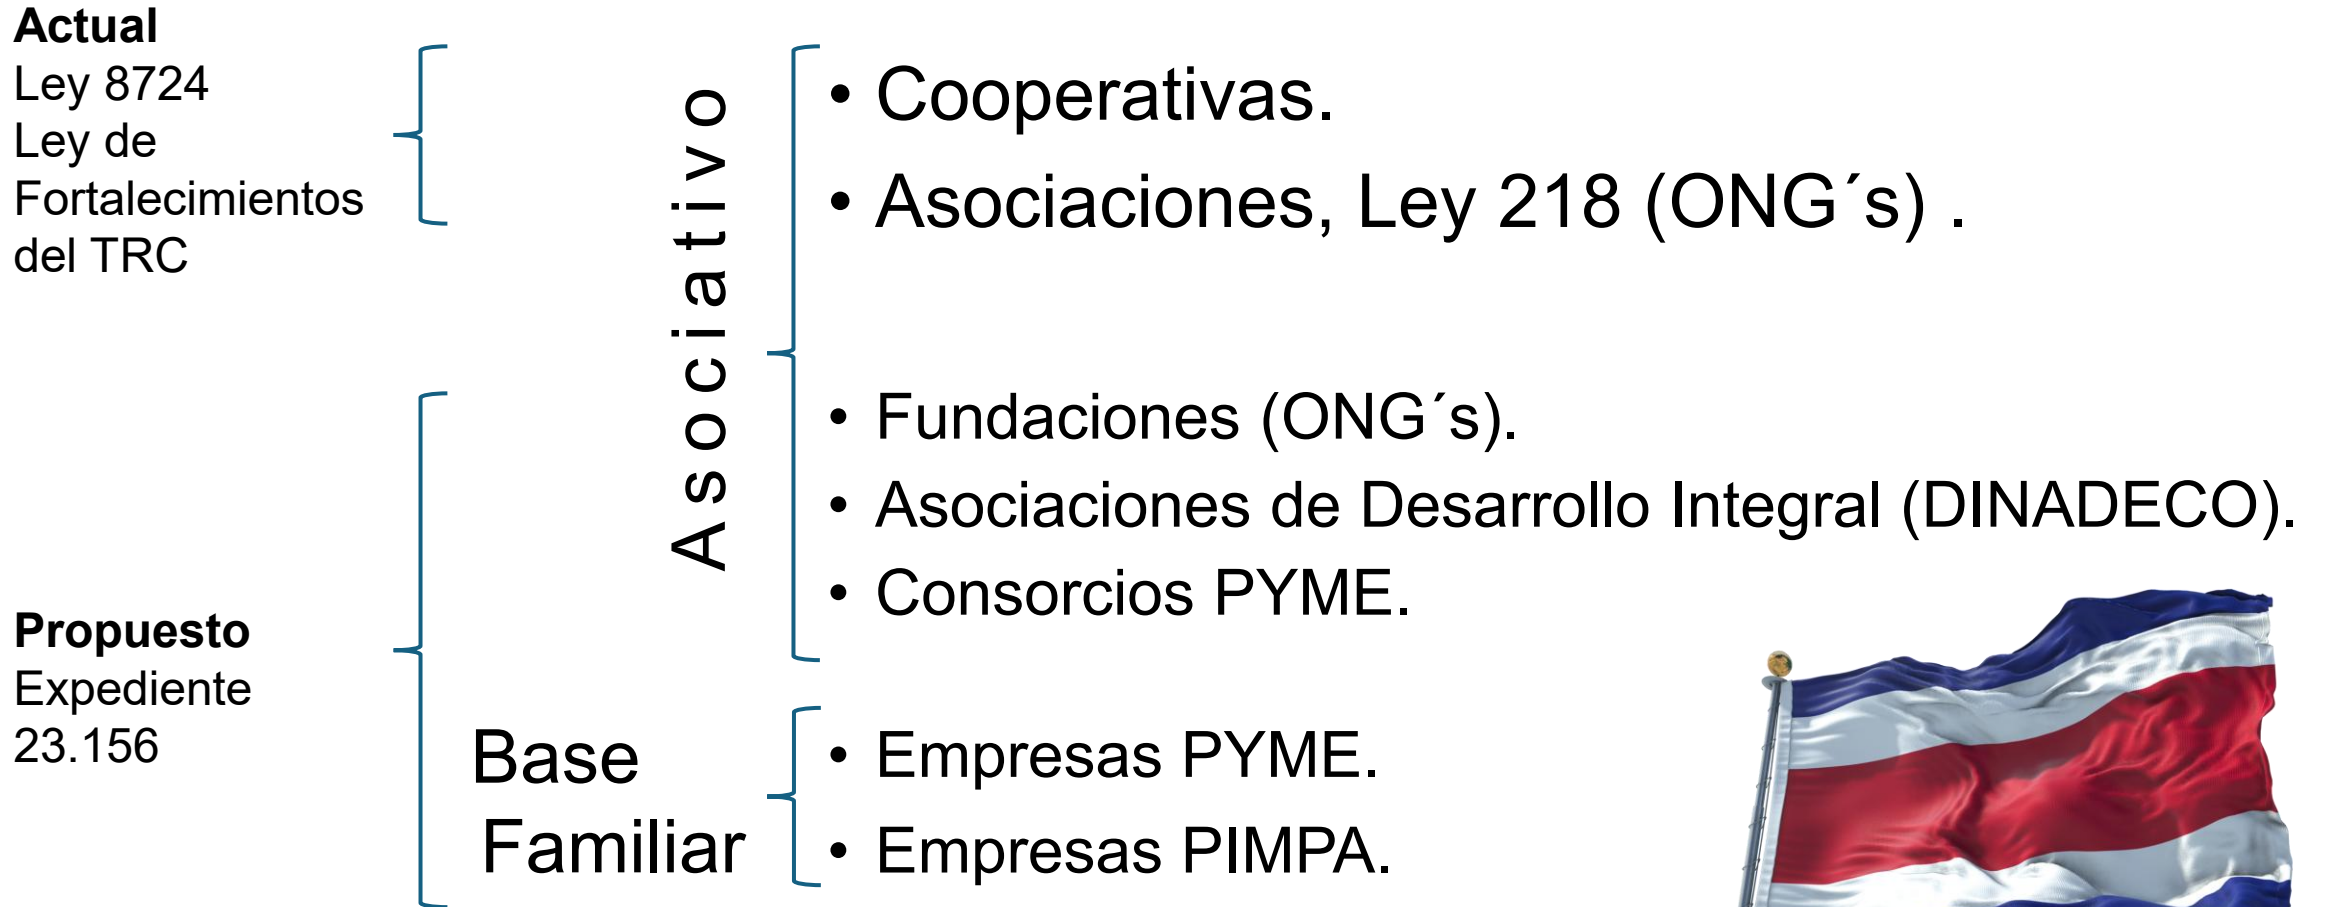 Actual
Ley 8724
Ley de
Fortalecimientos
del TRC
Propuesto
Expediente
23.156
Asociativo
• Cooperativas.
• Asociaciones, Ley 218 (ONG´s) .
• Fundaciones (ONG´s).
• Asociaciones de Desarrollo Integral (DINADECO).
• Consorcios PYME.
Base
Familiar
• Empresas PYME.
• Empresas PIMPA.